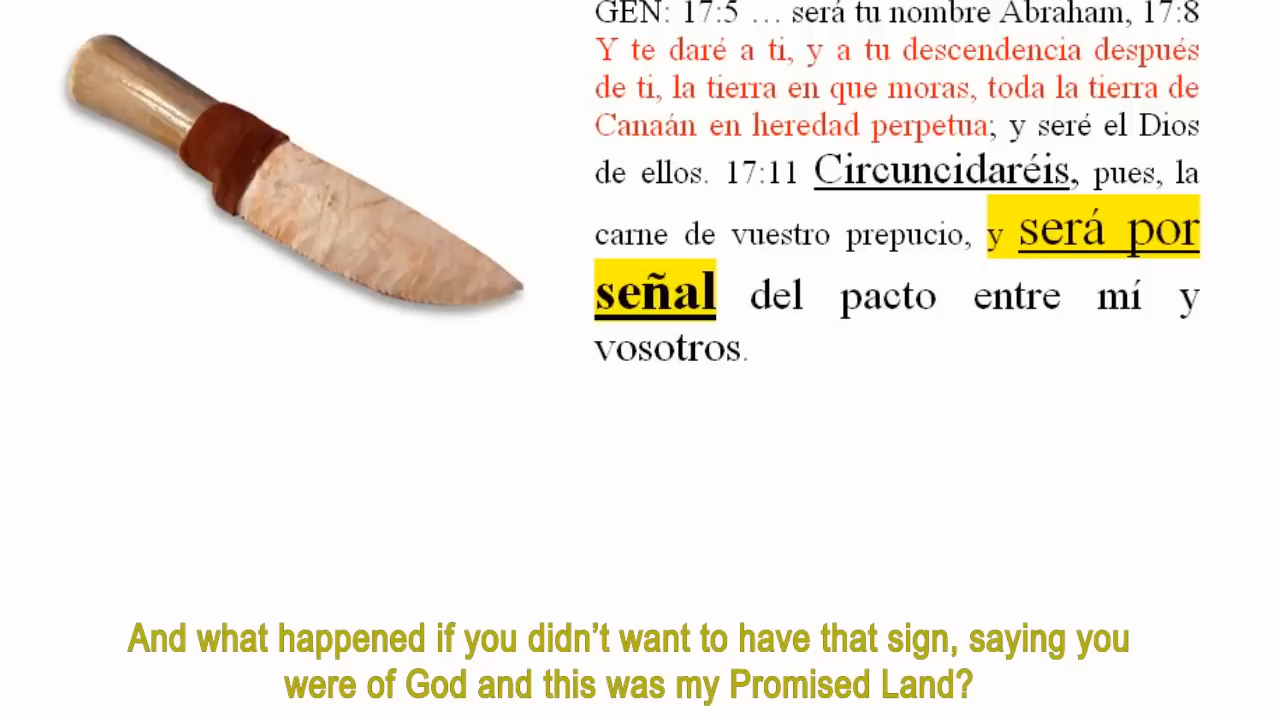 GEN: 17:5 … será tu nombre Abraham, 17:8
Y te daré a ti, y a tu descendencia después
de ti, la tierra en que moras, toda la tierra de
Canaán en heredad perpetua; y seré el Dios
de ellos. 17:11 Circuncidaréis, pues, la
carne de vuestro prepucio, y será por
señal del pacto entre mí y
vosotros.
And what happened if you didn’t want to have that sign, saying you
were of God and this was my Promised Land?